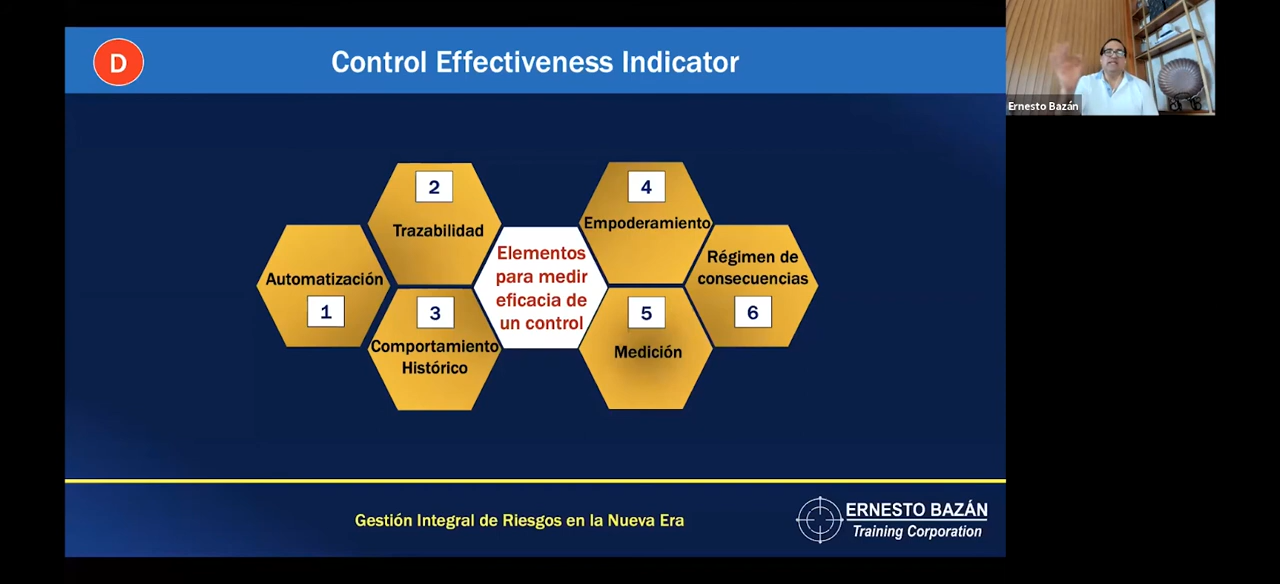 D
Control Effectiveness Indicator
Ernesto Bazán
2
Trazabilidad
4
Empoderamiento
Automatización
1
Elementos
para medir
eficacia de
un control
Régimen de
consecuencias
6
3
Comportamiento
Histórico
5
Medición
Gestión Integral de Riesgos en la Nueva Era
ERNESTO BAZÁN
Training Corporation